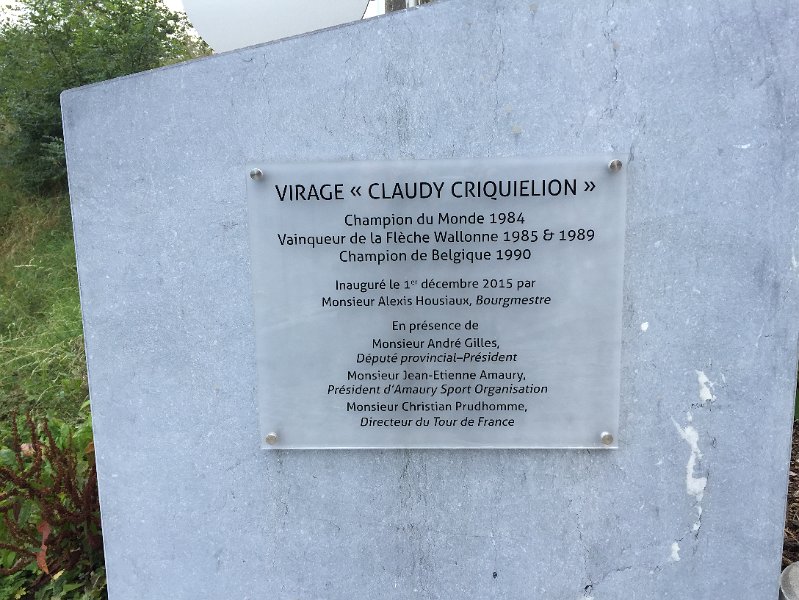 VIRAGE « CLAUDY CRIQUIELION »
Champion du Monde 1984
Vainqueur de la Flèche Wallonne 1985 & 1989
Champion de Belgique 1990
Inauguré le 1er décembre 2015 par
Monsieur Alexis Housiaux, Bourgmestre
En présence de
Monsieur André Gilles,
Député provincial–Président
Monsieur Jean-Etienne Amaury,
Président d'Amaury Sport Organisation
Monsieur Christian Prudhomme,
Directeur du Tour de France